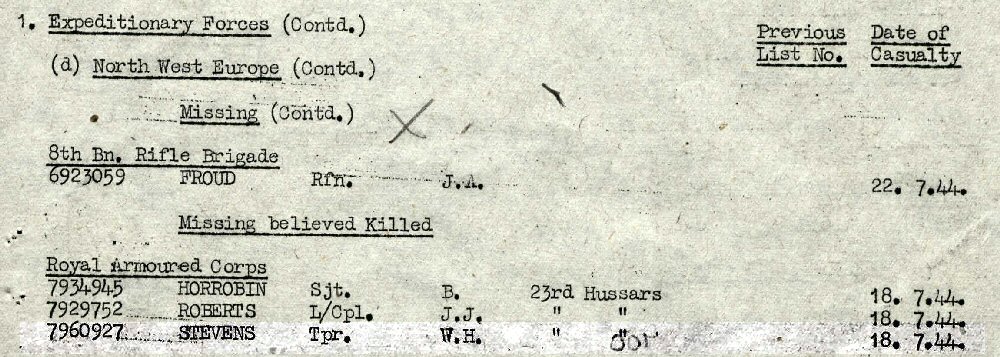 1. Expeditionary Forces (Contd.)
Previous List No. Date of Casualty
(d) North West Europe (Contd.)
Missing (Contd.)
8th Bn. Rifle Brigade
6923059 FROUD Rfn. J.A. 22. 7.44.
Missing believed Killed
Royal Armoured Corps
7934945 HORROBIN Sjt. B. 23rd Hussars 18. 7.44.
7929752 ROBERTS L/Cpl. J.J. " " 18. 7.44.
7960927 STEVENS Tpr. W.H. " " 18. 7.44.